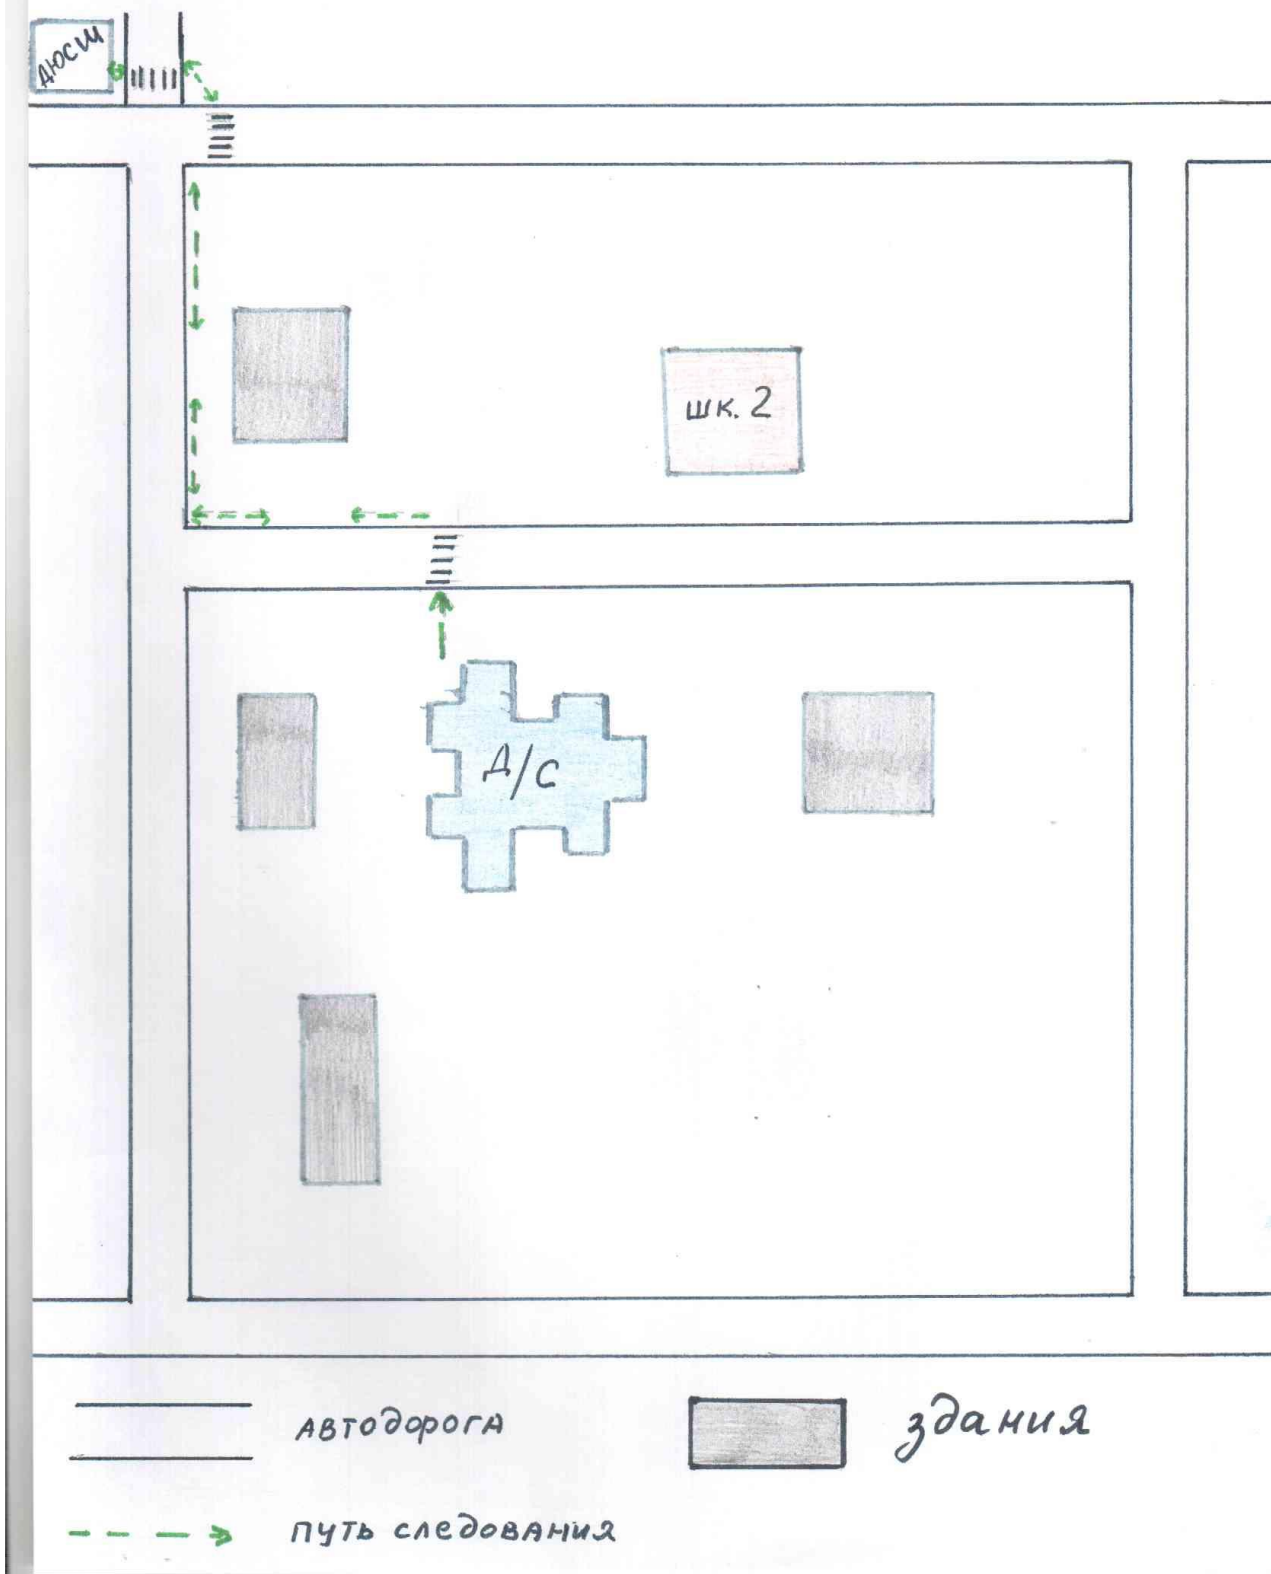 ДЮСШ
шк. 2
Д/С
автодорога
здания
путь следования